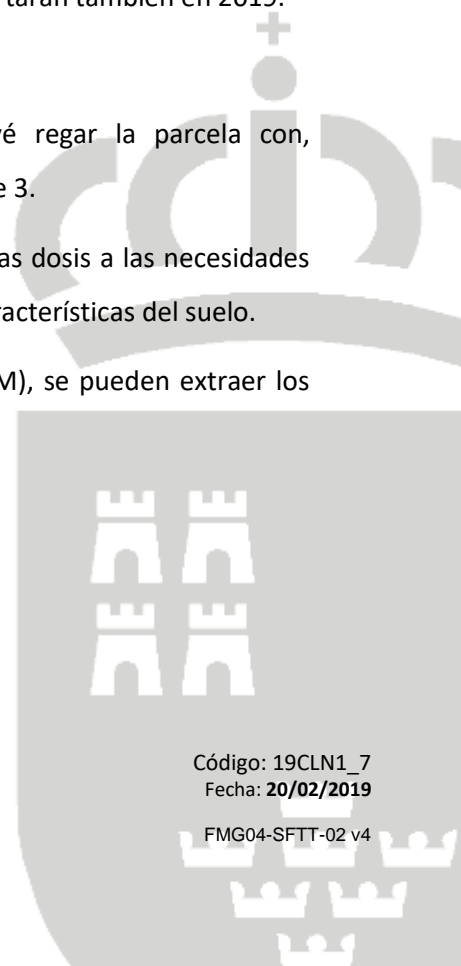 también en 2019.
vé regar la parcela con,
e 3.
as dosis a las necesidades
racterísticas del suelo.
M), se pueden extraer los
Código: 19CLN1_7
Fecha: 20/02/2019
FMG04-SFTT-02 v4